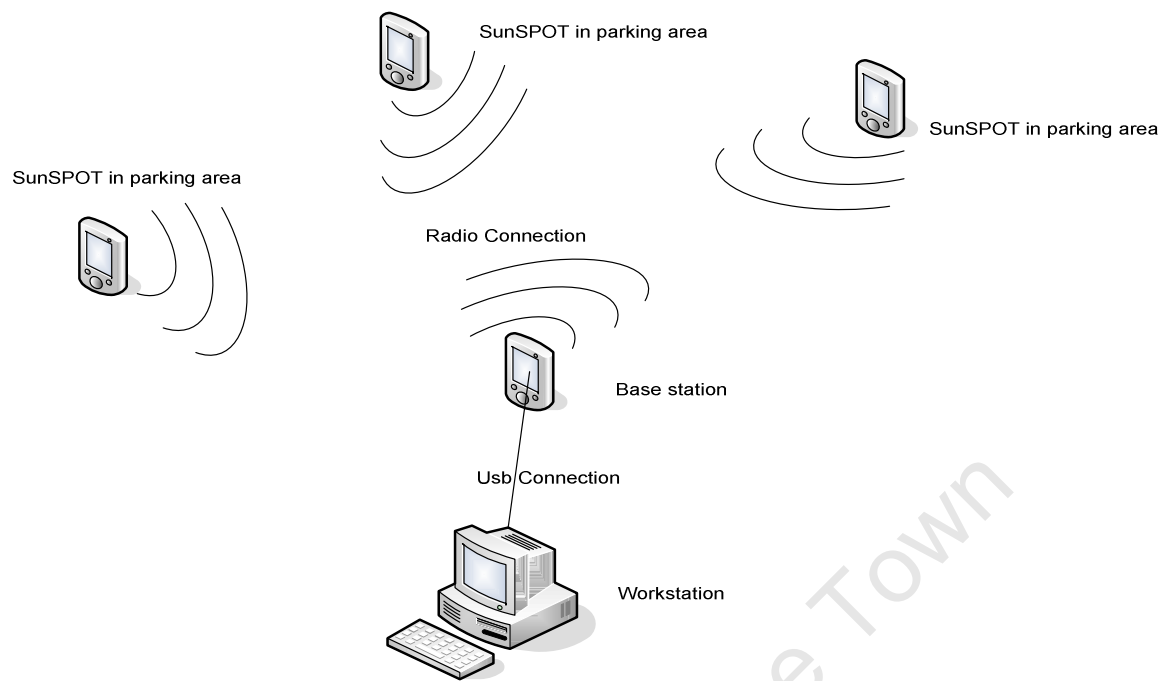 SunSPOT in parking area
SunSPOT in parking area
SunSPOT in parking area
Radio Connection
Base station
Usb Connection
Workstation
Town